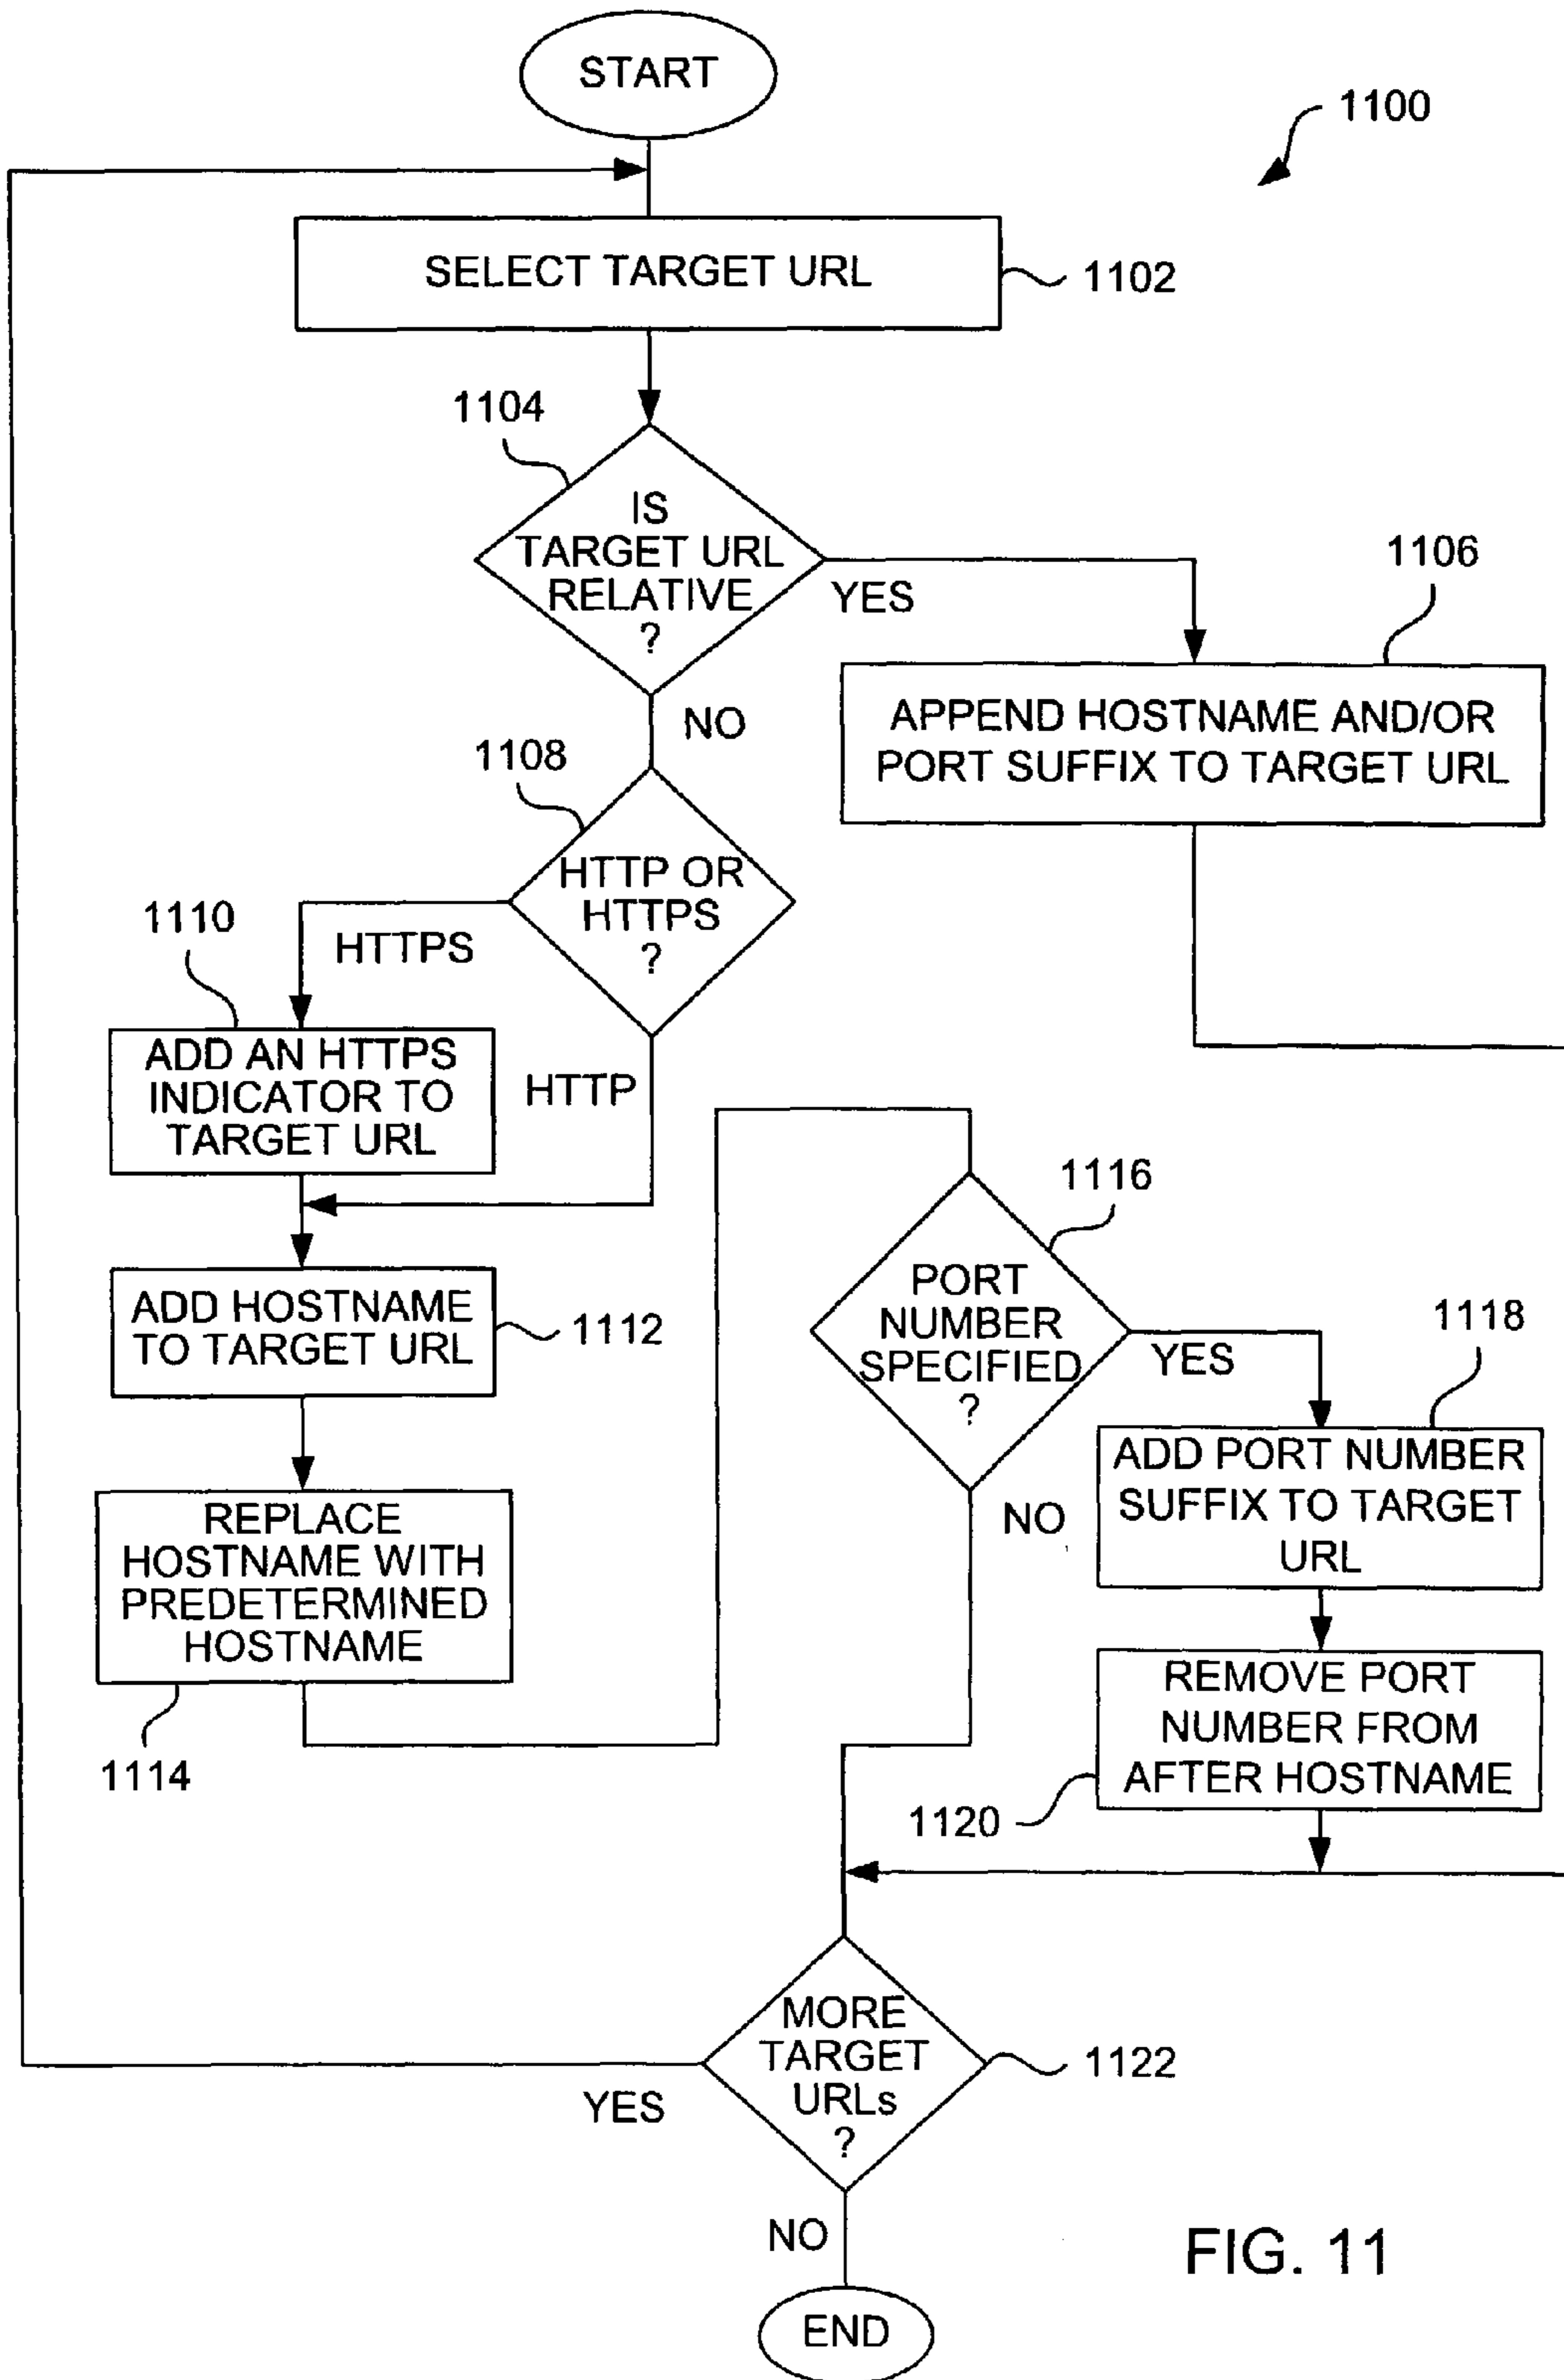 START
1100
SELECT TARGET URL
1102
1104
IS
TARGET URL
RELATIVE
?
YES
1106
NO
APPEND HOSTNAME AND/OR
PORT SUFFIX TO TARGET URL
1108
HTTP OR
HTTPS
?
1110
HTTPS
ADD AN HTTPS
INDICATOR TO
TARGET URL
HTTP
1116
PORT
NUMBER
SPECIFIED
?
YES
1118
ADD HOSTNAME
TO TARGET URL
1112
ADD PORT NUMBER
SUFFIX TO TARGET
URL
NO
REPLACE
HOSTNAME WITH
PREDETERMINED
HOSTNAME
1114
REMOVE PORT
NUMBER FROM
AFTER HOSTNAME
1120
MORE
TARGET
URLs
?
1122
YES
NO
END
FIG. 11